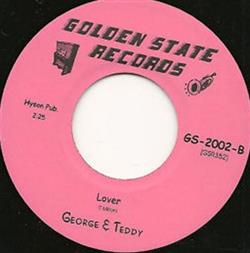 GOLDEN STATE
RECORDS
Hyson Pub.
2:25
GS-2002-B
Lover
GEORGE & TEDDY